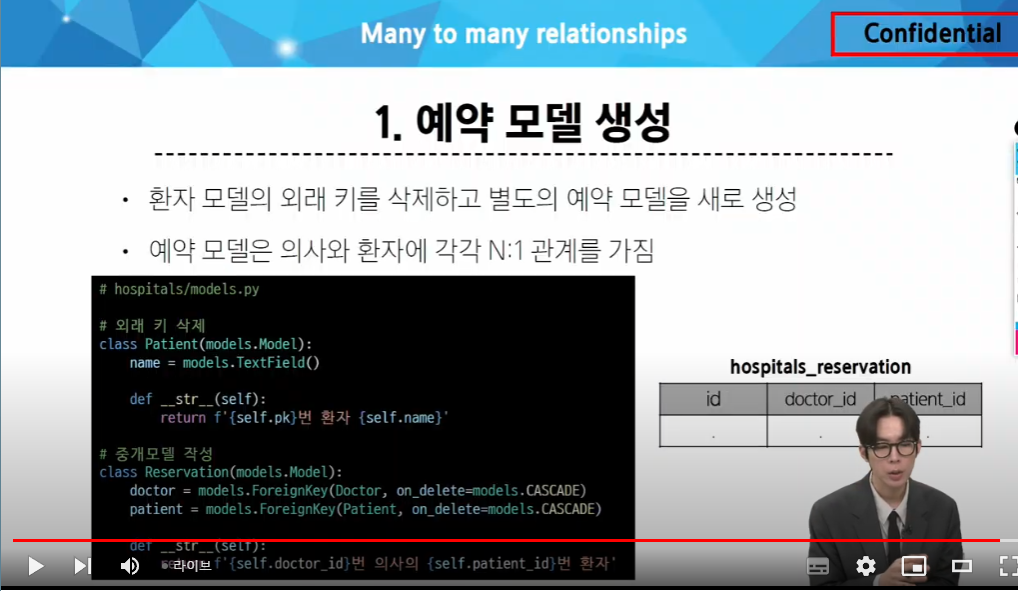 Many to many relationships
Confidential
1. 예약 모델 생성
• 환자 모델의 외래 키를 삭제하고 별도의 예약 모델을 새로 생성
• 예약 모델은 의사와 환자에 각각 N:1 관계를 가짐
# hospitals/models.py
# 외래 키 삭제
class Patient(models.Model):
name = models.TextField()
def __str__(self):
return f'{self.pk}번 환자 {self.name}'
# 중개모델 작성
class Reservation(models.Model):
doctor = models.ForeignKey(Doctor, on_delete=models.CASCADE)
patient = models.ForeignKey(Patient, on_delete=models.CASCADE)
def __str__(self):
f'{self.doctor_id}번 의사의 {self.patient_id}번 환자'
hospitals_reservation
id doctor_id patient_id
. . .
• 라이브